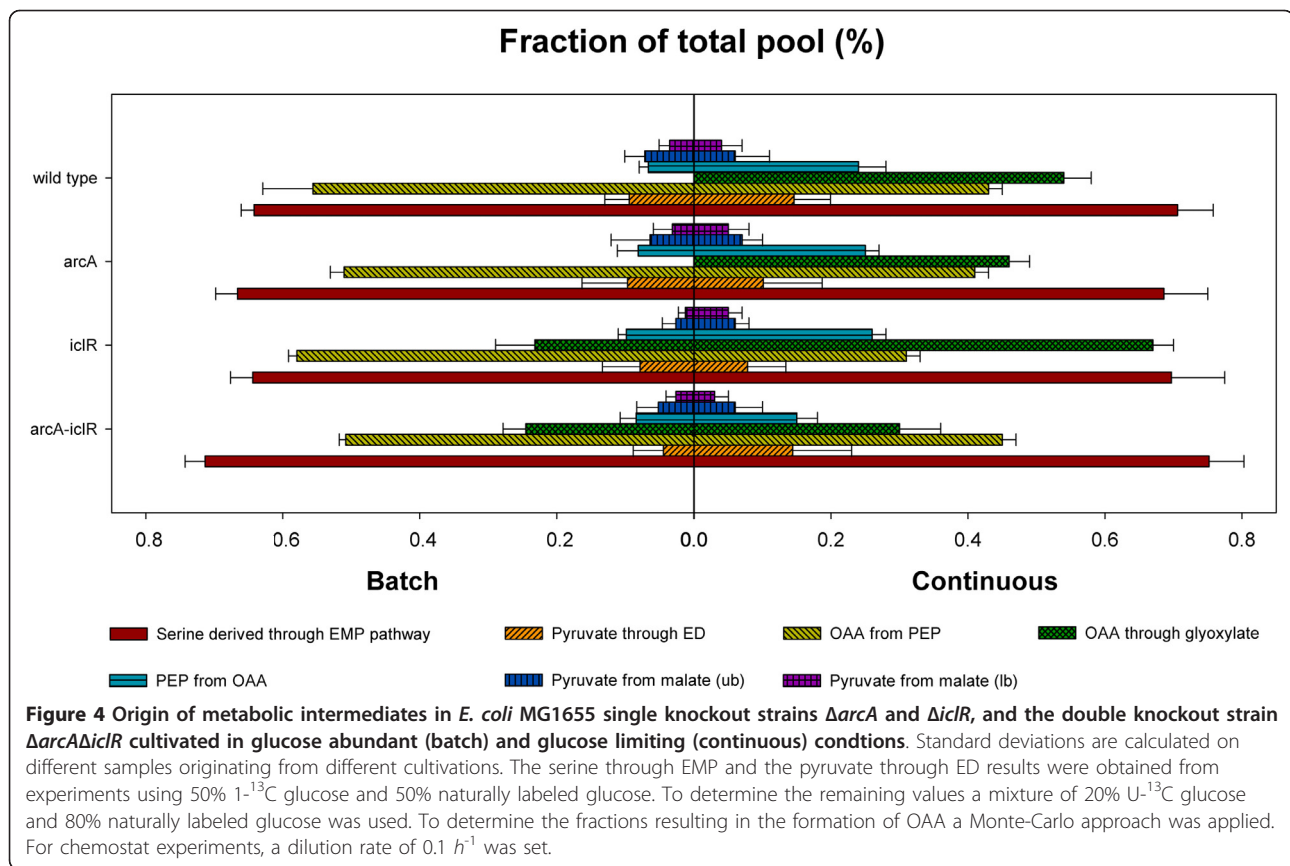 Fraction of total pool (%)
wild type
arcA
iclR
arcA-iclR
0.8 0.6 0.4 0.2 0.0 0.2 0.4 0.6 0.8
Batch Continuous
Serine derived through EMP pathway Pyruvate through ED OAA from PEP OAA through glyoxylate
PEP from OAA Pyruvate from malate (ub) Pyruvate from malate (lb)
Figure 4 Origin of metabolic intermediates in E. coli MG1655 single knockout strains ΔarcA and ΔiclR, and the double knockout strain
ΔarcAΔiclR cultivated in glucose abundant (batch) and glucose limiting (continuous) condtions. Standard deviations are calculated on
different samples originating from different cultivations. The serine through EMP and the pyruvate through ED results were obtained from
experiments using 50% 1-¹³C glucose and 50% naturally labeled glucose. To determine the remaining values a mixture of 20% U-¹³C glucose
and 80% naturally labeled glucose was used. To determine the fractions resulting in the formation of OAA a Monte-Carlo approach was applied.
For chemostat experiments, a dilution rate of 0.1 h⁻¹ was set.